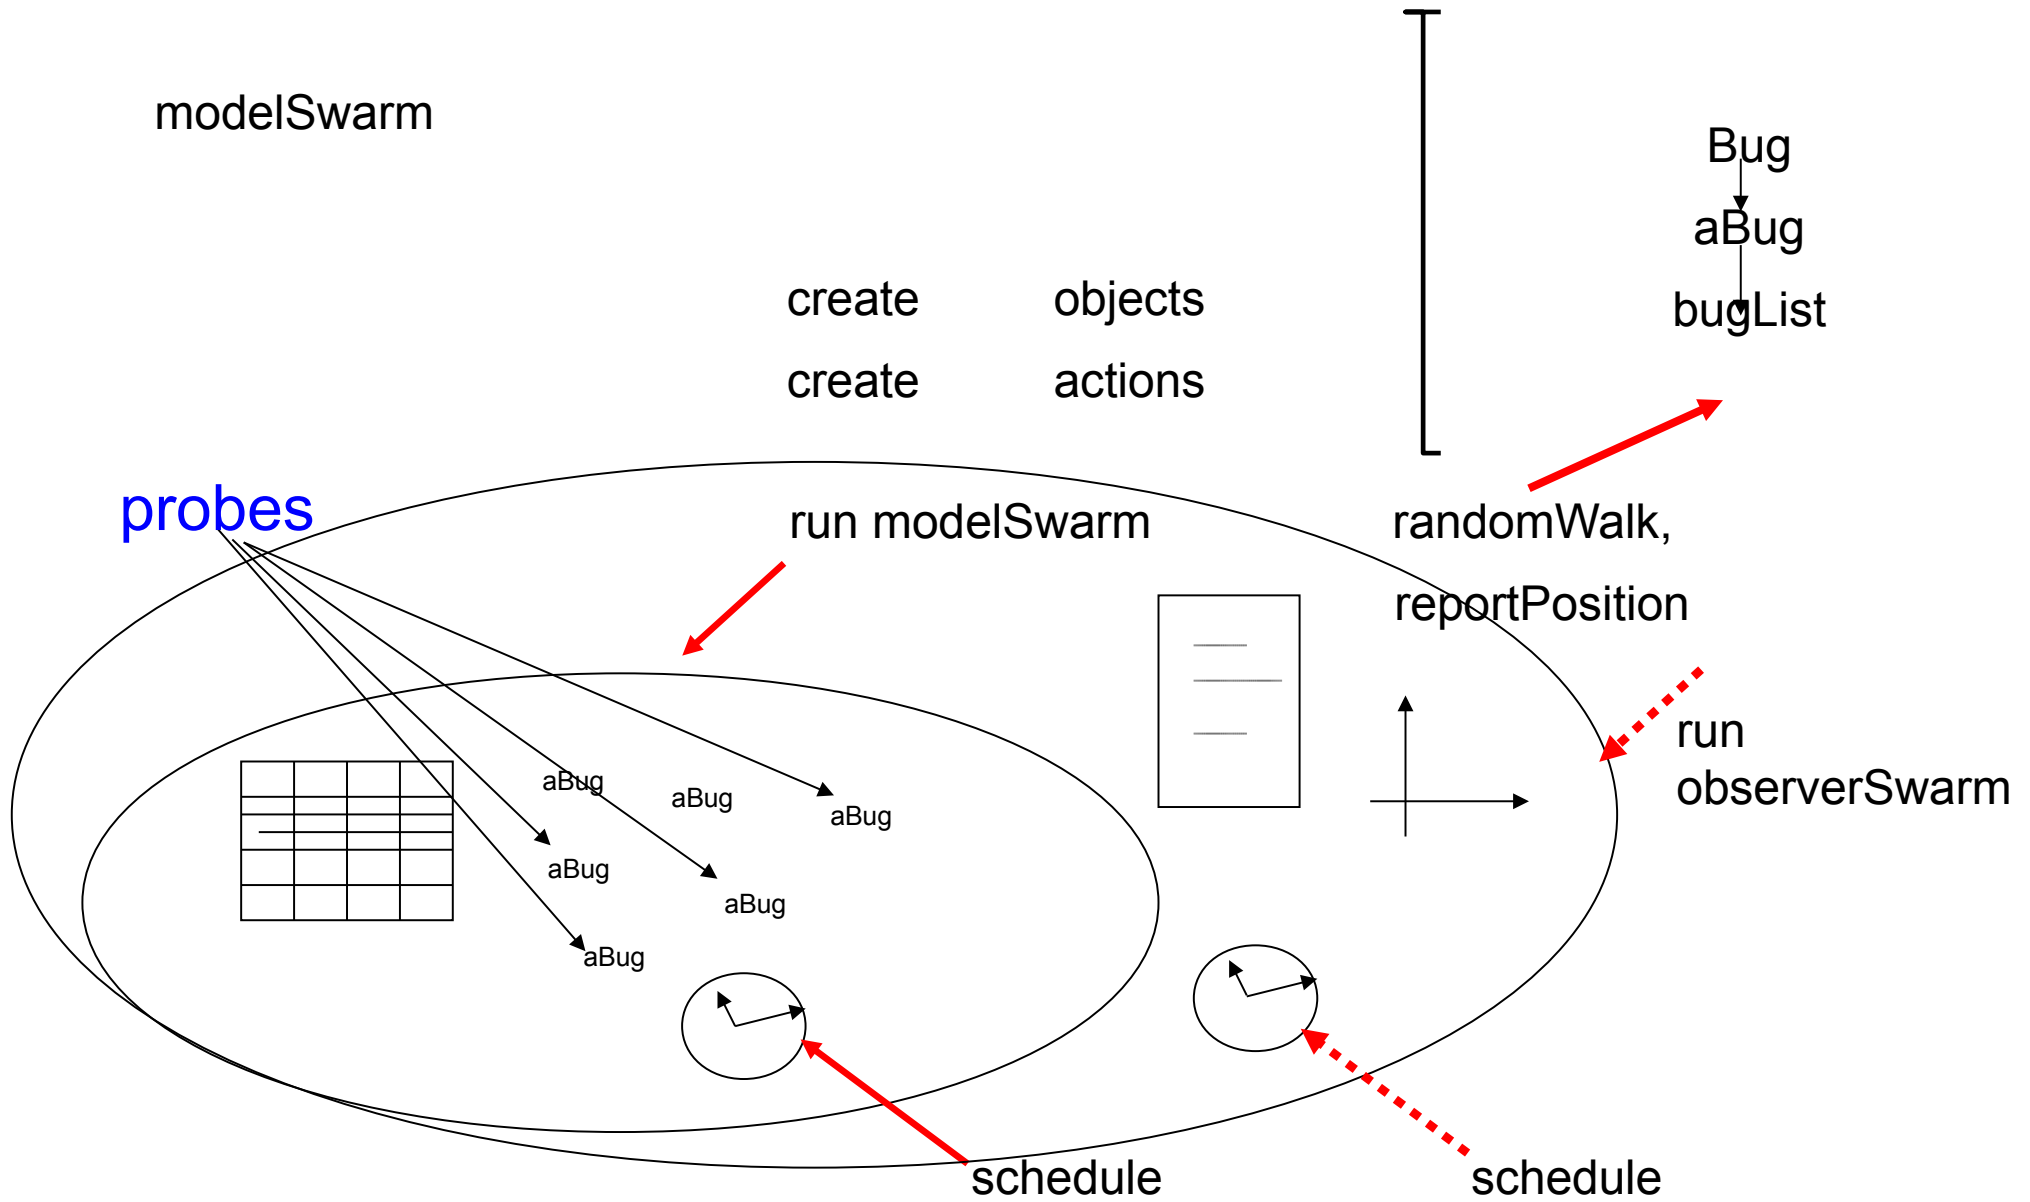 modelSwarm
Bug
aBug
bugList
create objects
create actions
probes
run modelSwarm
randomWalk,
reportPosition
run
observerSwarm
aBug
aBug
aBug
aBug
aBug
aBug
schedule
schedule